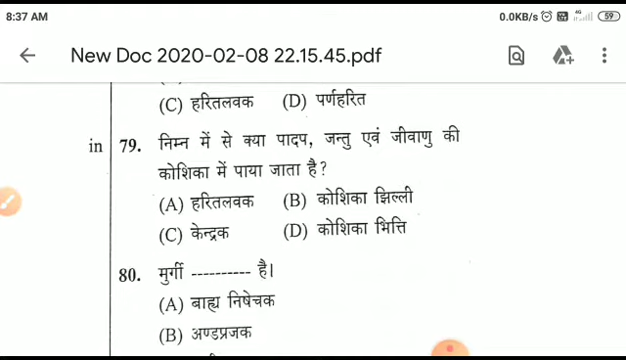 8:37 AM 0.0KB/s 59
New Doc 2020-02-08 22.15.45.pdf
(C) हरितलवक (D) पर्णहरित
in 79. निम्न में से क्या पादप, जन्तु एवं जीवाणु की
कोशिका में पाया जाता है?
(A) हरितलवक (B) कोशिका झिल्ली
(C) केन्द्रक (D) कोशिका भित्ति
80. मुर्गी ---------- है।
(A) बाह्य निषेचक
(B) अण्डप्रजक